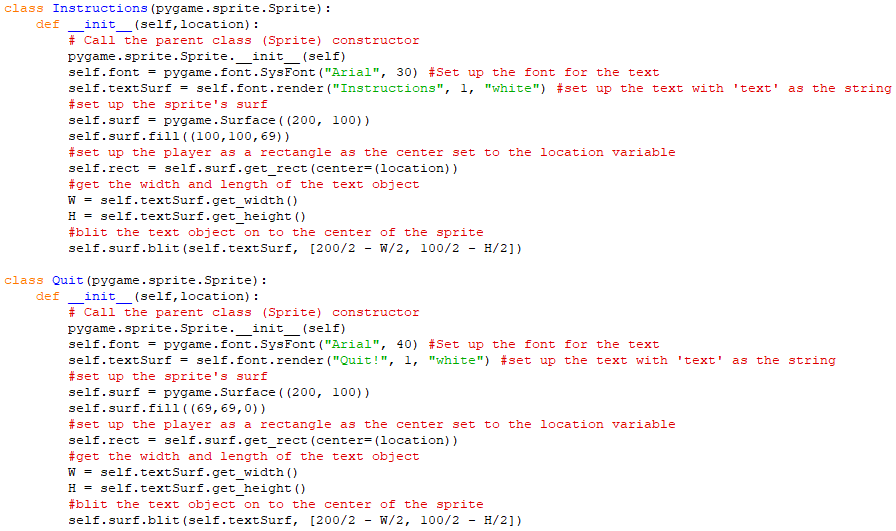 class Instructions(pygame.sprite.Sprite):
    def __init__(self,location):
        # Call the parent class (Sprite) constructor
        pygame.sprite.Sprite.__init__(self)
        self.font = pygame.font.SysFont("Arial", 30) #Set up the font for the text
        self.textSurf = self.font.render("Instructions", 1, "white") #set up the text with 'text' as the string
        #set up the sprite's surf
        self.surf = pygame.Surface((200, 100))
        self.surf.fill((100,100,69))
        #set up the player as a rectangle as the center set to the location variable
        self.rect = self.surf.get_rect(center=(location))
        #get the width and length of the text object
        W = self.textSurf.get_width()
        H = self.textSurf.get_height()
        #blit the text object on to the center of the sprite
        self.surf.blit(self.textSurf, [200/2 - W/2, 100/2 - H/2])

class Quit(pygame.sprite.Sprite):
    def __init__(self,location):
        # Call the parent class (Sprite) constructor
        pygame.sprite.Sprite.__init__(self)
        self.font = pygame.font.SysFont("Arial", 40) #Set up the font for the text
        self.textSurf = self.font.render("Quit!", 1, "white") #set up the text with 'text' as the string
        #set up the sprite's surf
        self.surf = pygame.Surface((200, 100))
        self.surf.fill((69,69,0))
        #set up the player as a rectangle as the center set to the location variable
        self.rect = self.surf.get_rect(center=(location))
        #get the width and length of the text object
        W = self.textSurf.get_width()
        H = self.textSurf.get_height()
        #blit the text object on to the center of the sprite
        self.surf.blit(self.textSurf, [200/2 - W/2, 100/2 - H/2])